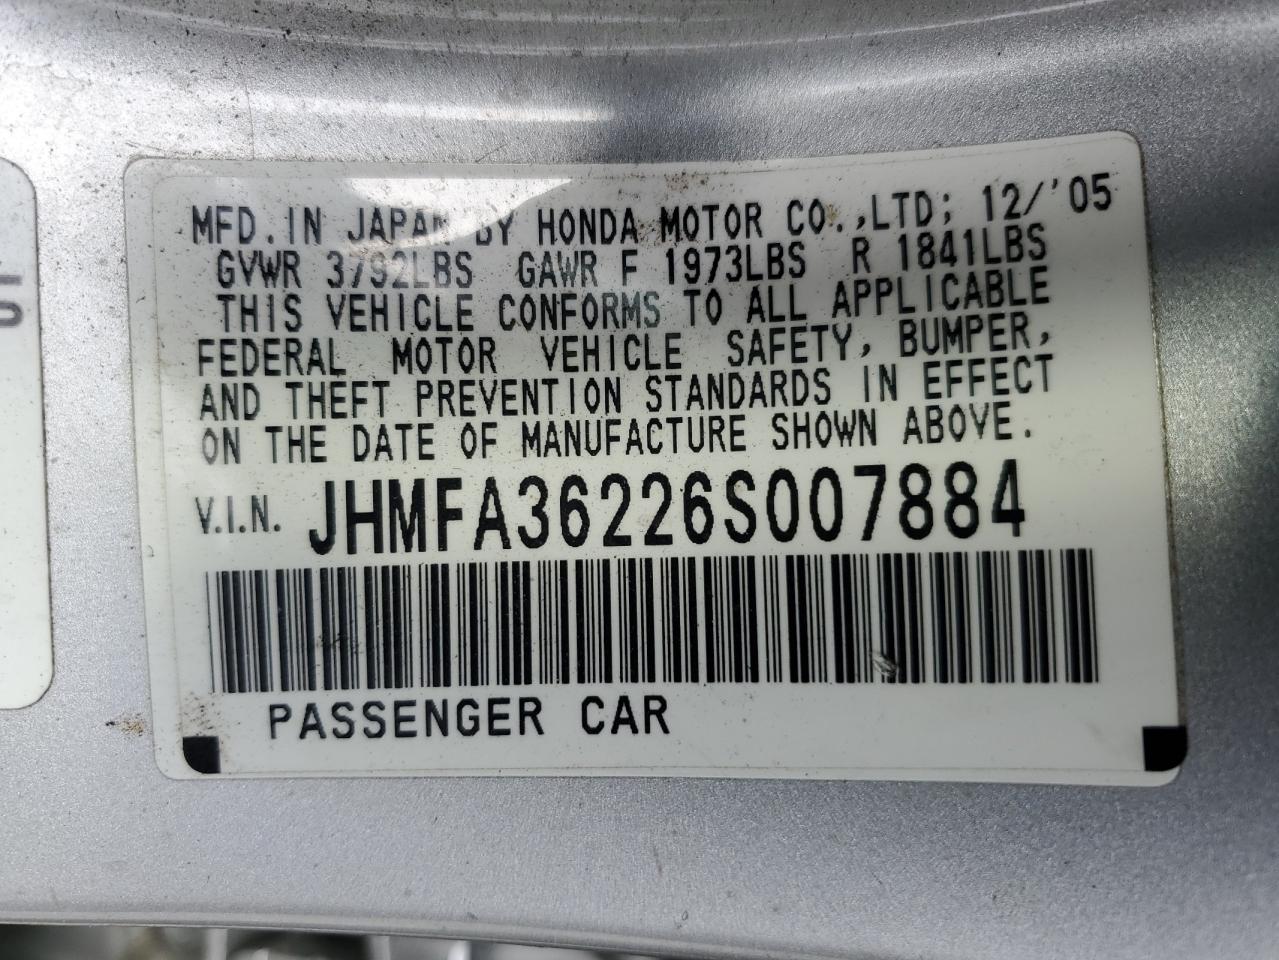 MFD.IN JAPAN BY HONDA MOTOR CO.,LTD; 12/'05
GVWR 3792LBS GAWR F 1973LBS R 1841LBS
THIS VEHICLE CONFORMS TO ALL APPLICABLE
FEDERAL MOTOR VEHICLE SAFETY, BUMPER,
AND THEFT PREVENTION STANDARDS IN EFFECT
ON THE DATE OF MANUFACTURE SHOWN ABOVE.
V.I.N. JHMFA36226S007884
PASSENGER CAR